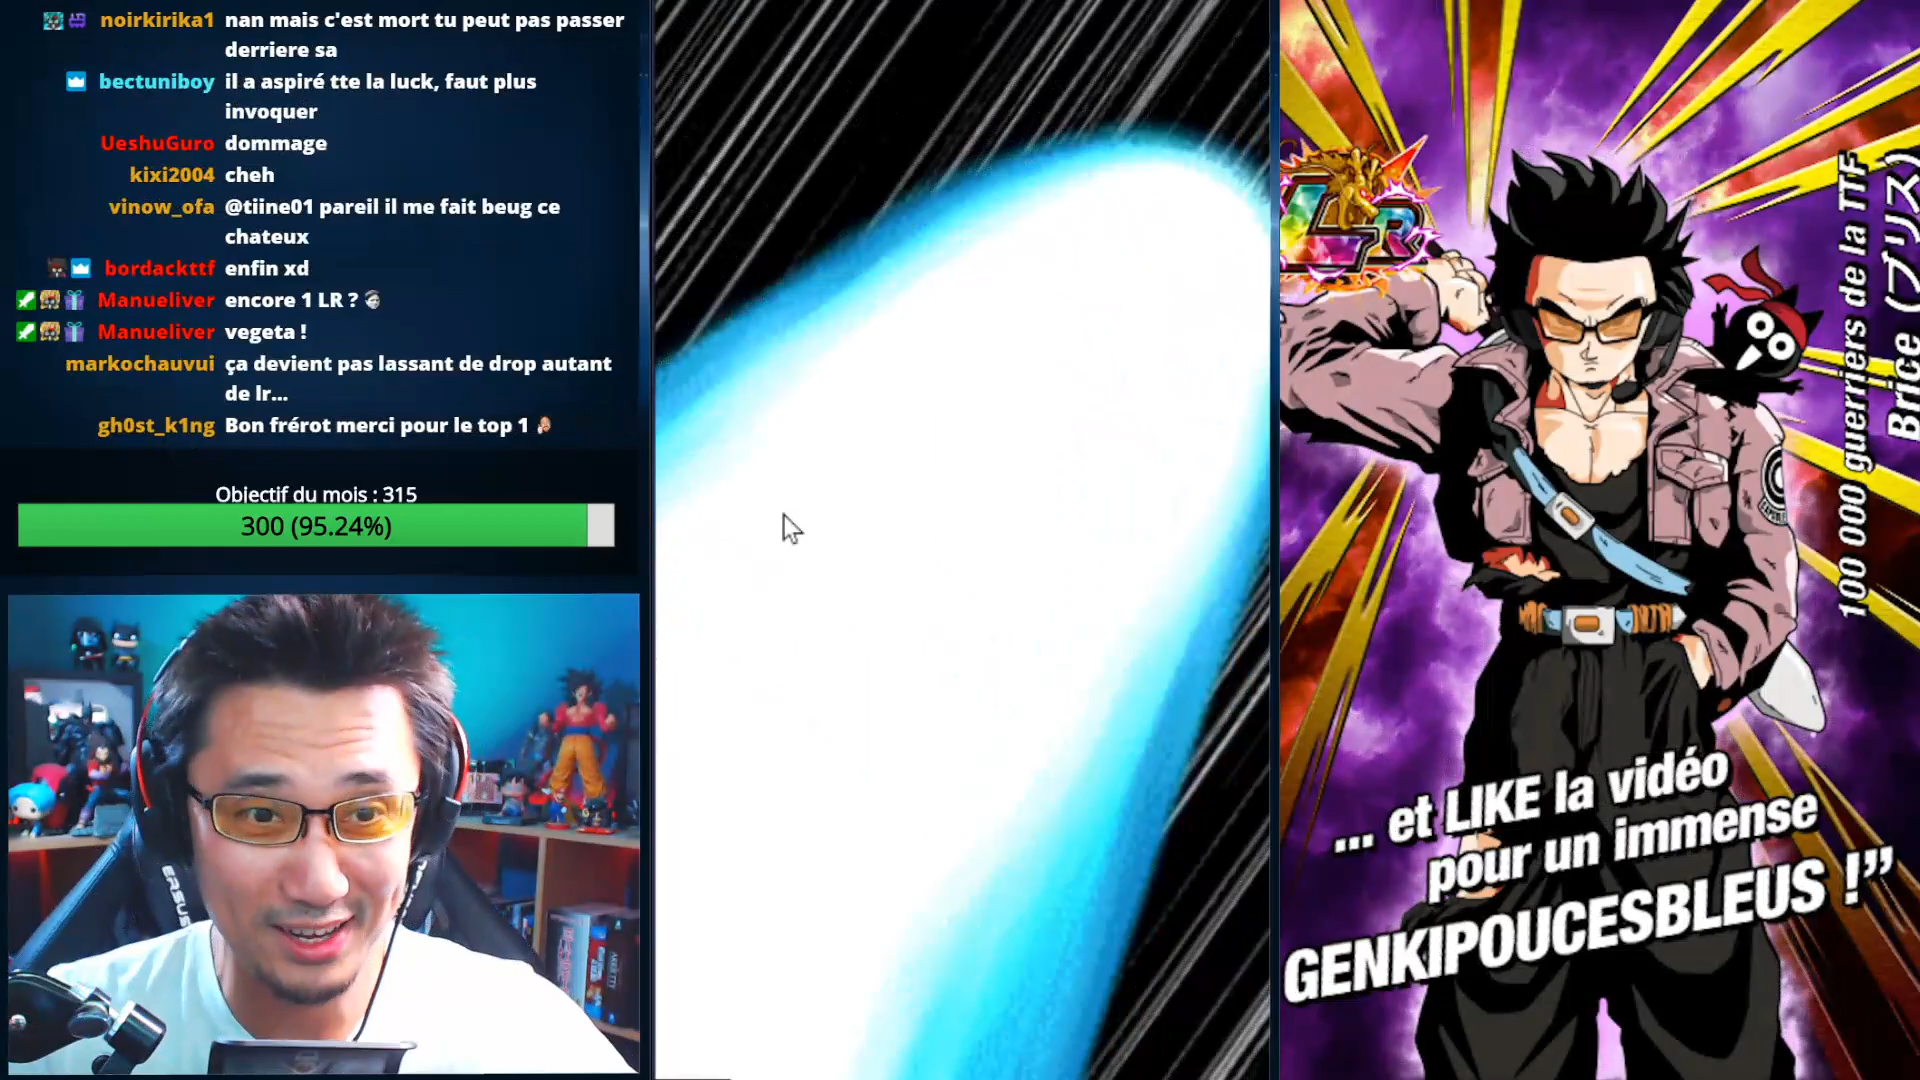 noirkirika1 nan mais c'est mort tu peut pas passer
derriere sa
bectuniboy il a aspiré tte la luck, faut plus
invoquer
UeshuGuro dommage
kixi2004 cheh
vinow_ofa @tiine01 pareil il me fait beug ce
chateux
bordackttf enfin xd
Manueliver encore 1 LR ?
Manueliver vegeta !
markochauvui ça devient pas lassant de drop autant
de lr...
gh0st_k1ng Bon frérot merci pour le top 1
Objectif du mois : 315
300 (95.24%)
LR
100 000 guerriers de la TTF
Brice (ブリス)
... et LIKE la vidéo
pour un immense
GENKIPOUCESBLEUS !”